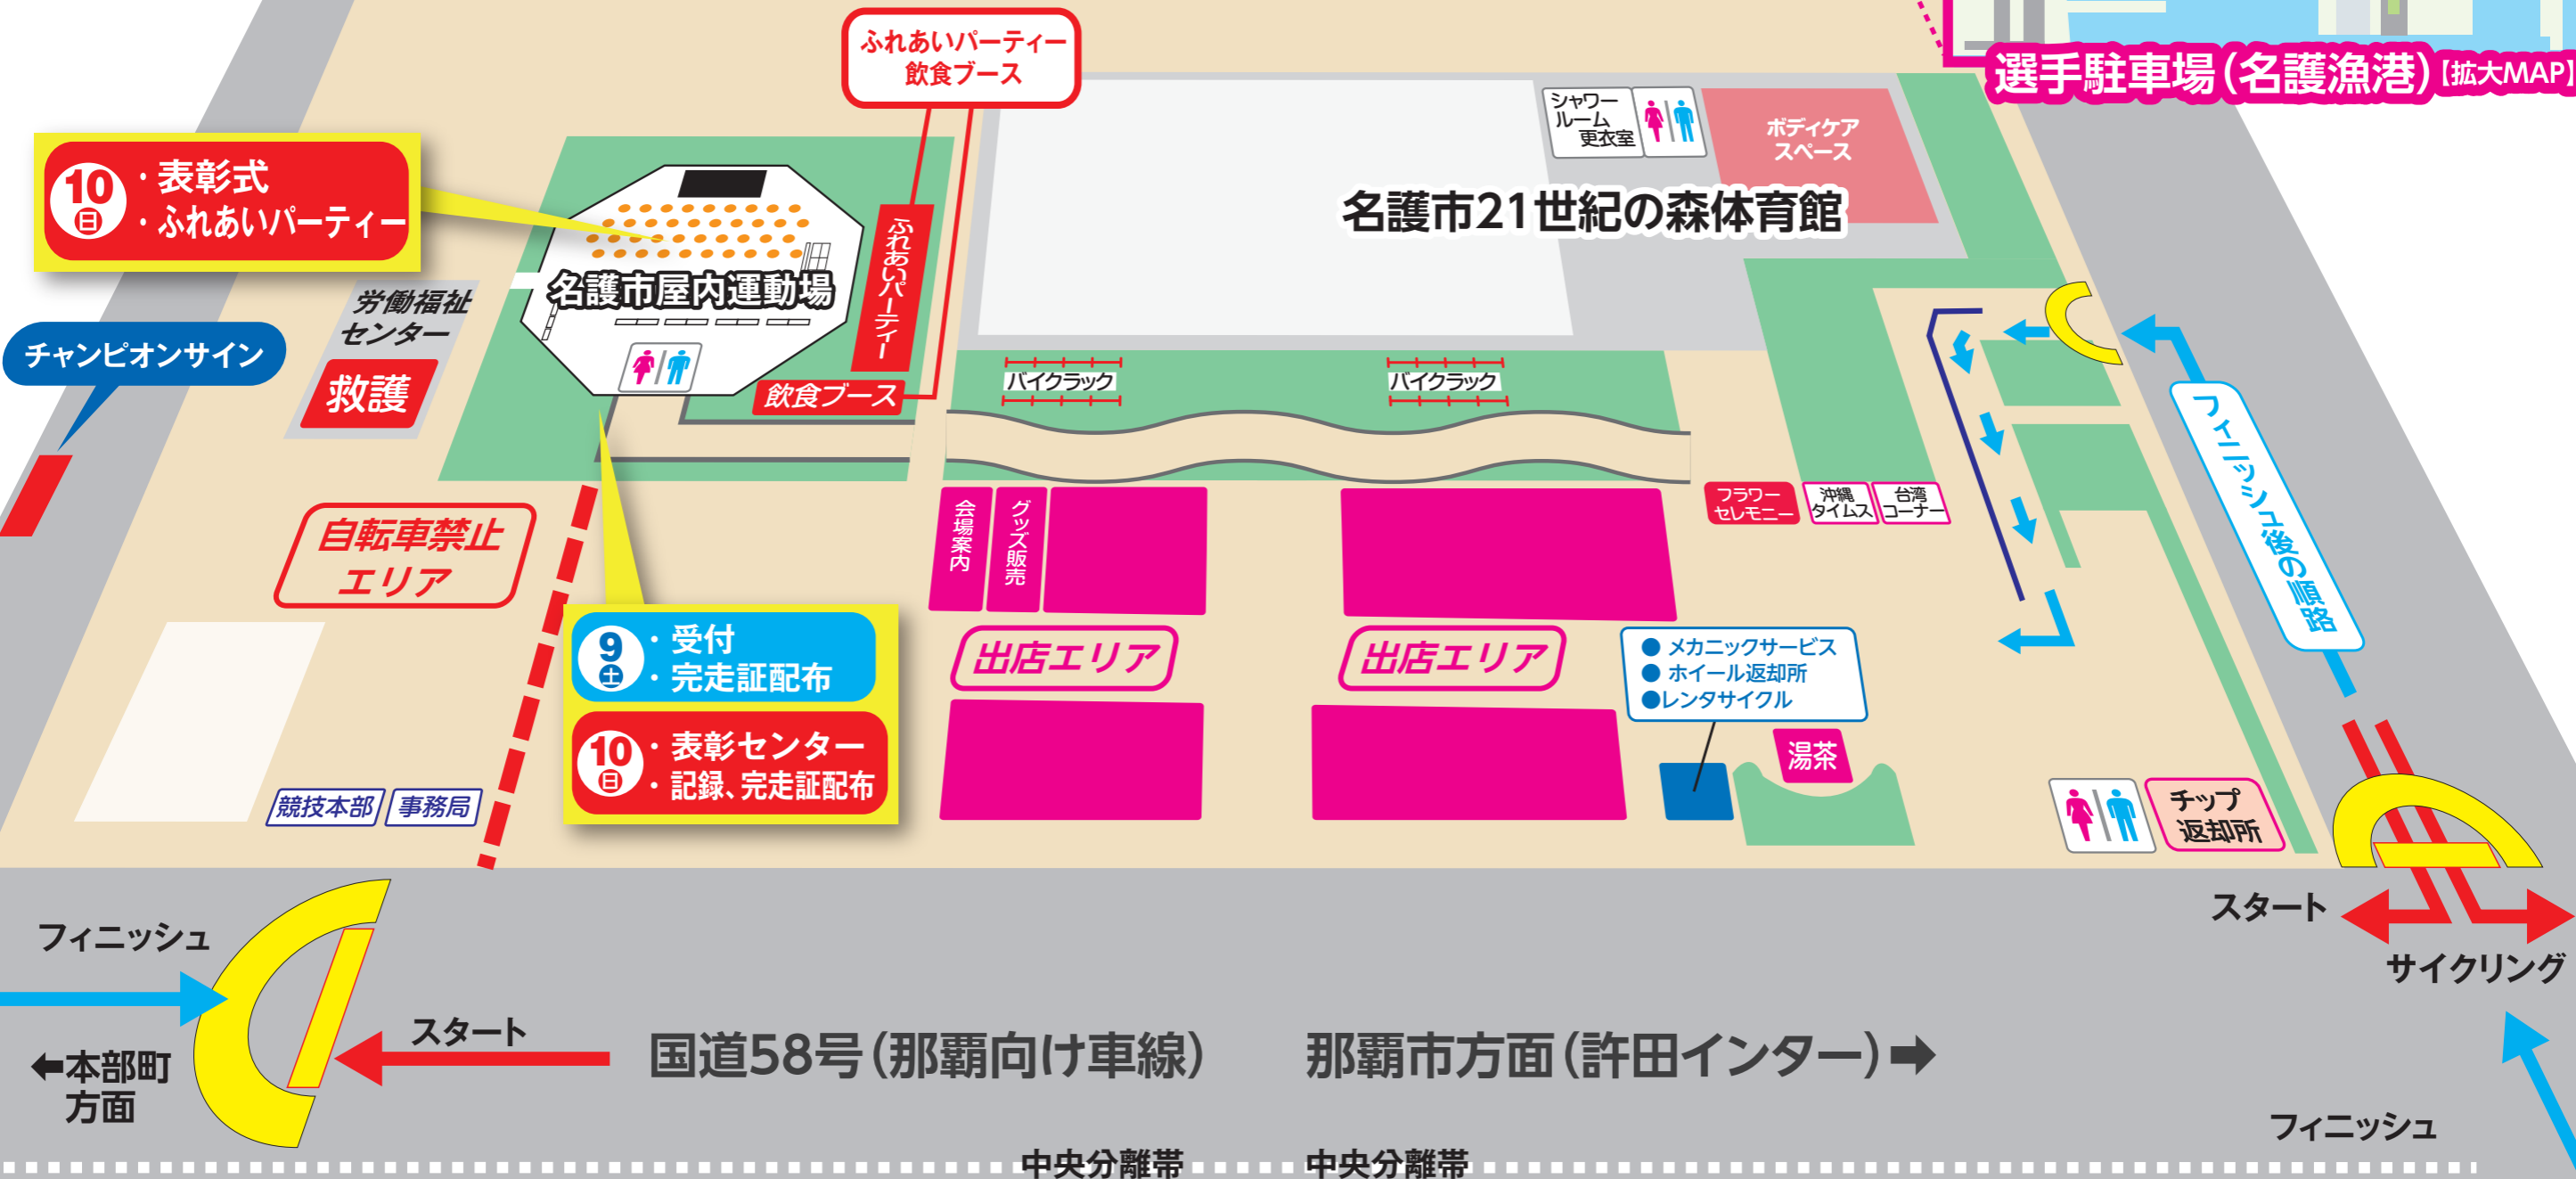 ふれあいパーティー
飲食ブース
選手駐車場(名護漁港)【拡大MAP】
10
日
・表彰式
・ふれあいパーティー
シャワー
ルーム
更衣室
ボディケア
スペース
名護市21世紀の森体育館
ふれあいパーティー
名護市屋内運動場
労働福祉
センター
救護
チャンピオンサイン
飲食ブース
バイクラック
バイクラック
フィニッシュ後の順路
自転車禁止
エリア
会場案内
グッズ販売
フラワー
セレモニー
沖縄
タイムス
台湾
コーナー
9
土
・受付
・完走証配布
10
日
・表彰センター
・記録、完走証配布
出店エリア
出店エリア
● メカニックサービス
● ホイール返却所
●レンタサイクル
湯茶
競技本部
事務局
チップ
返却所
フィニッシュ
スタート
スタート
サイクリング
⬅本部町
方面
国道58号(那覇向け車線)
那覇市方面(許田インター)➡
フィニッシュ
中央分離帯
中央分離帯